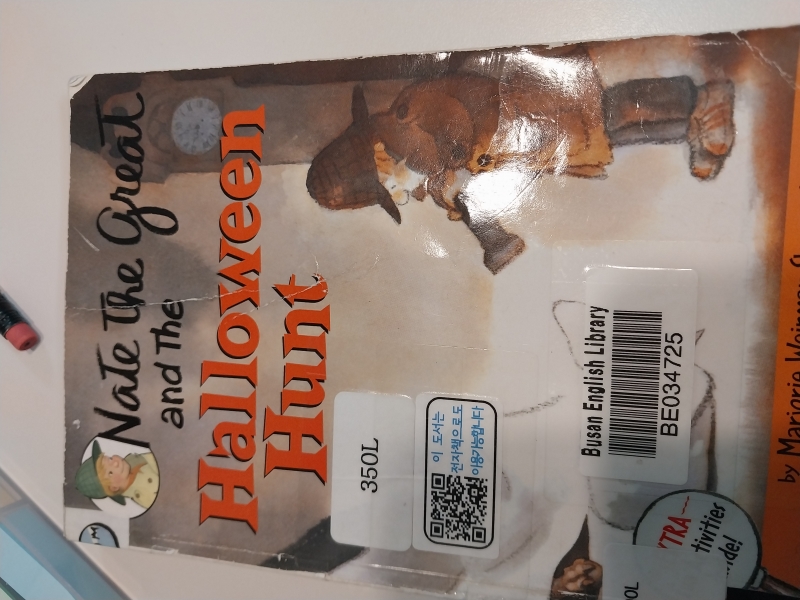 Nate the Great
and the
Halloween
Hunt
350L
이 도서는
전자책으로도
이용가능합니다
Busan English Library
BE034725
by Marjorie